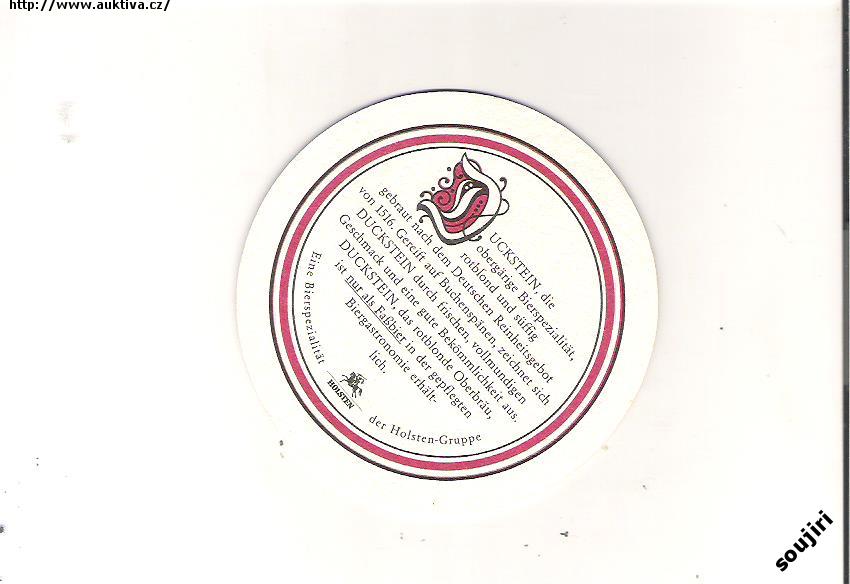 http://www.auktiva.cz/
DUCKSTEIN, die
obergärige Bierspezialität,
rotblond und süffig
gebraut nach dem Deutschen Reinheitsgebot
von 1516. Gereift auf Buchenspänen, zeichnet sich
DUCKSTEIN durch frischen, vollmundigen
Geschmack und eine gute Bekömmlichkeit aus.
DUCKSTEIN, das rotblonde Oberbräu,
ist nur als Faßbier in der gepflegten
Biergastronomie erhält-
lich.
Eine Bierspezialität
HOLSTEN
der Holsten-Gruppe
soujiri